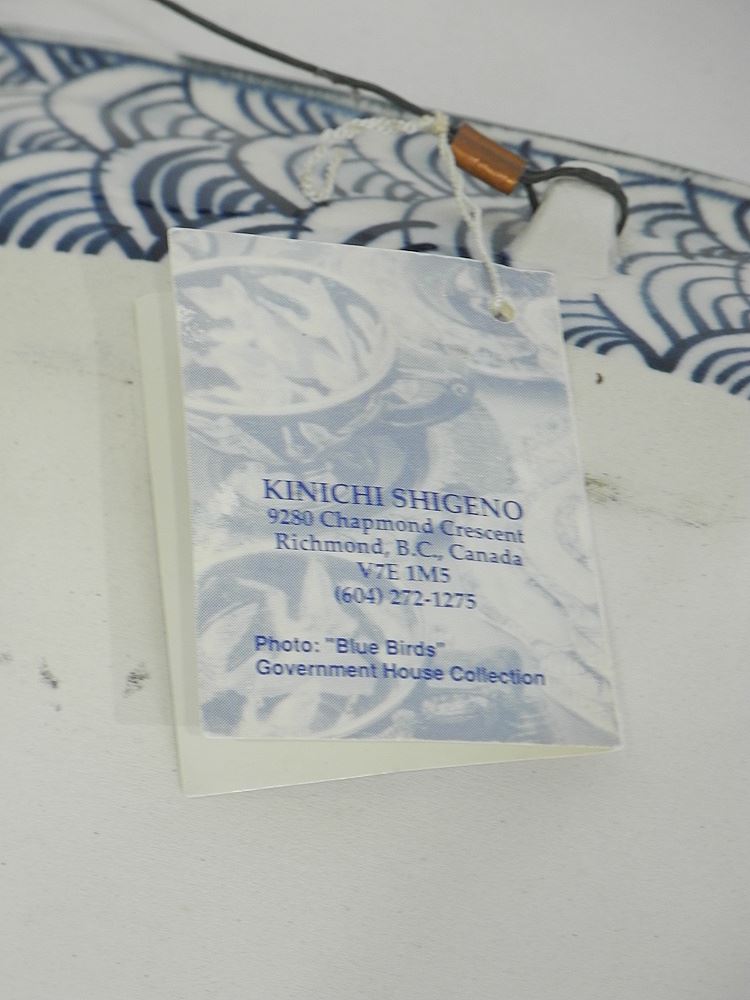 KINICHI SHIGENO
9280 Chapmond Crescent
Richmond, B.C., Canada
V7E 1M5
(604) 272-1275
Photo: "Blue Birds"
Government House Collection